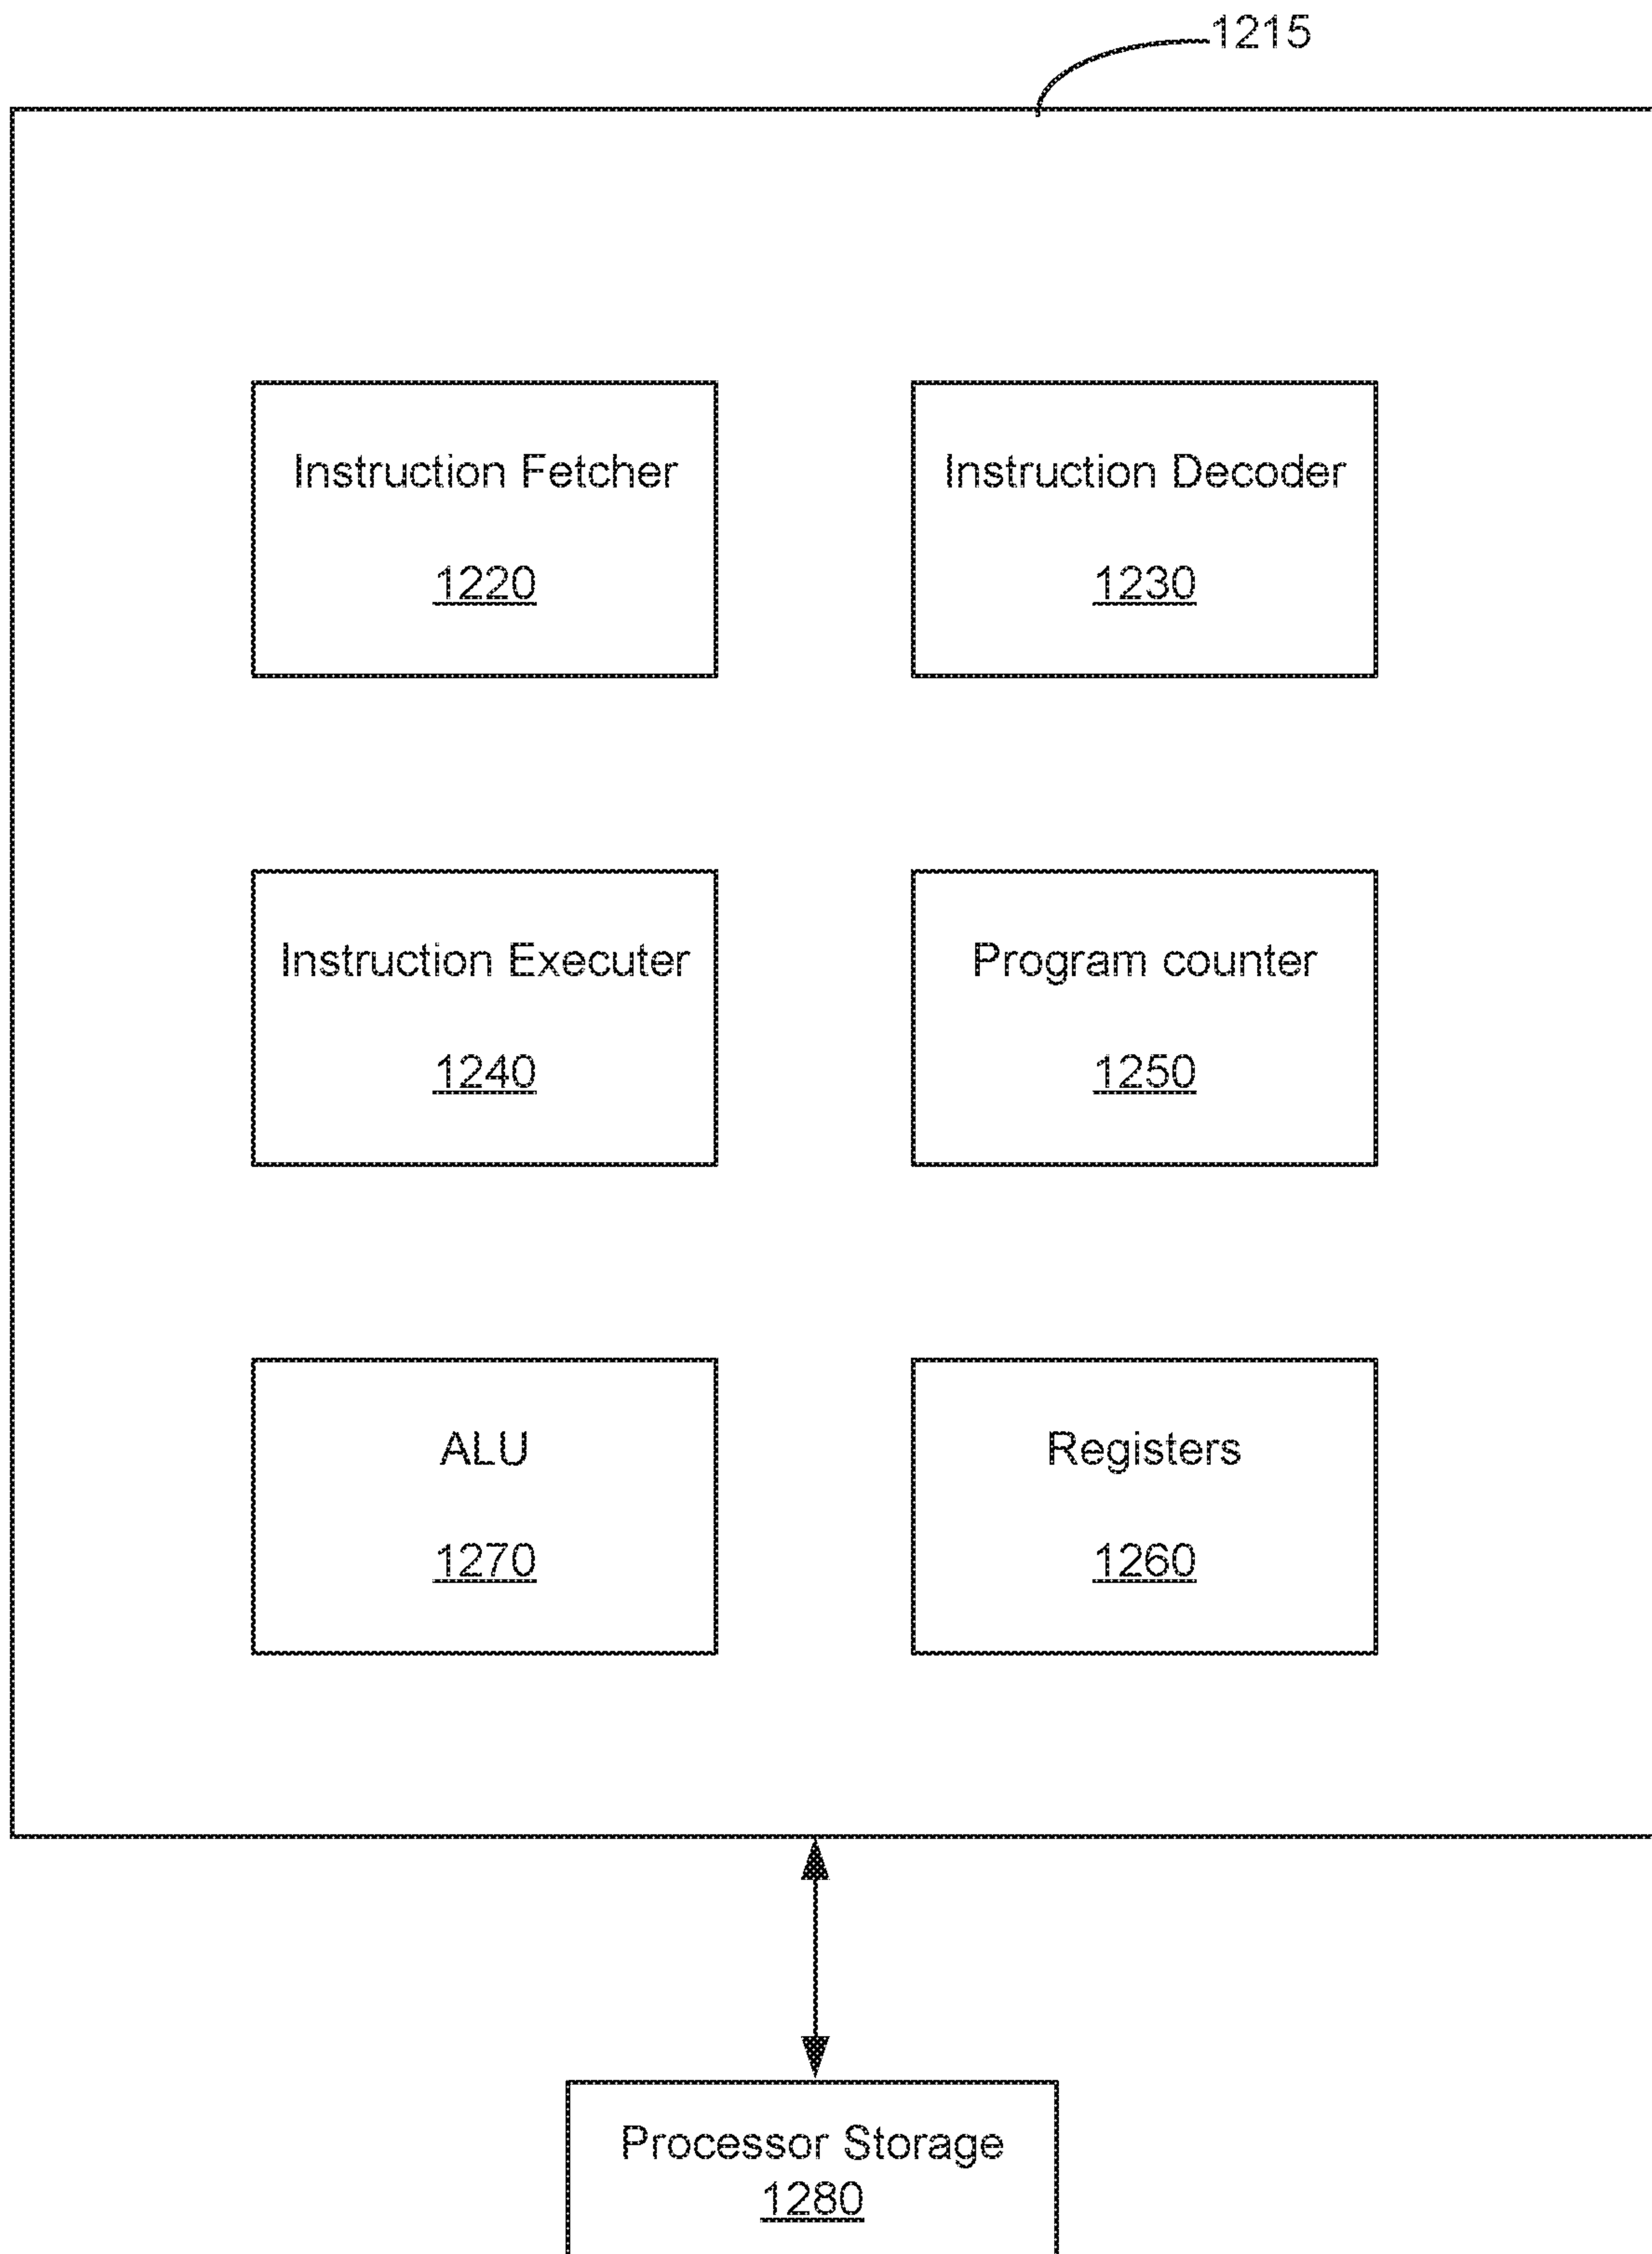 1215
Instruction Fetcher
1220
Instruction Decoder
1230
Instruction Executer
1240
Program counter
1250
ALU
1270
Registers
1260
Processor Storage
1280